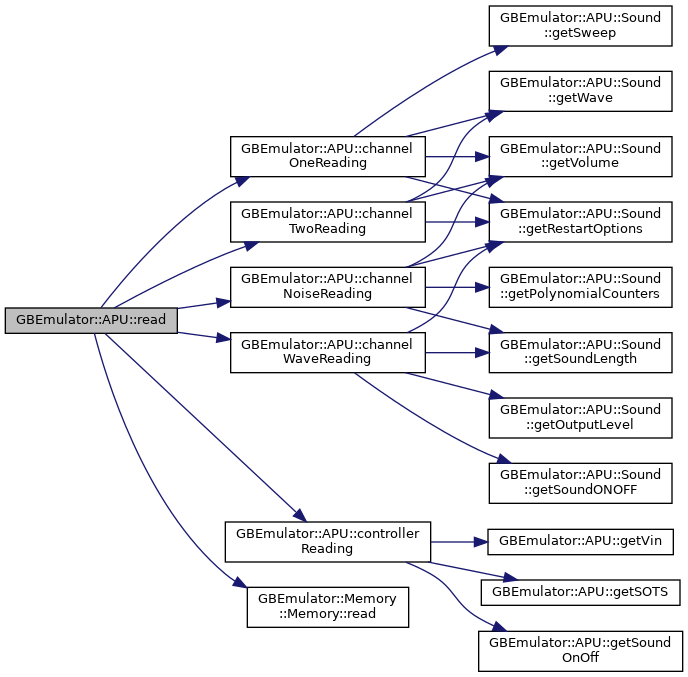 GBEmulator::APU::read
GBEmulator::APU::channel
OneReading
GBEmulator::APU::channel
TwoReading
GBEmulator::APU::channel
NoiseReading
GBEmulator::APU::channel
WaveReading
GBEmulator::APU::controller
Reading
GBEmulator::Memory
::Memory::read
GBEmulator::APU::Sound
::getSweep
GBEmulator::APU::Sound
::getWave
GBEmulator::APU::Sound
::getVolume
GBEmulator::APU::Sound
::getRestartOptions
GBEmulator::APU::Sound
::getPolynomialCounters
GBEmulator::APU::Sound
::getSoundLength
GBEmulator::APU::Sound
::getOutputLevel
GBEmulator::APU::Sound
::getSoundONOFF
GBEmulator::APU::getVin
GBEmulator::APU::getSOTS
GBEmulator::APU::getSound
OnOff